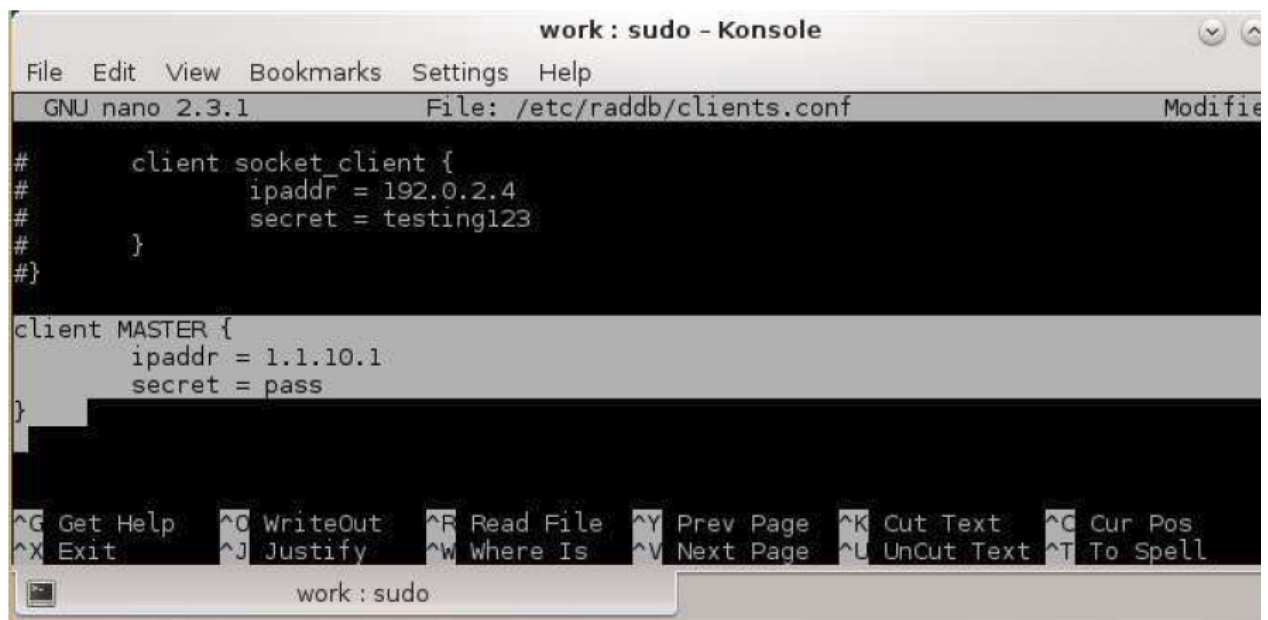 work : sudo – Konsole
File Edit View Bookmarks Settings Help
GNU nano 2.3.1 File: /etc/raddb/clients.conf Modifie
# client socket_client {
# ipaddr = 192.0.2.4
# secret = testing123
# }
#}
client MASTER {
ipaddr = 1.1.10.1
secret = pass
}
^G Get Help ^O WriteOut ^R Read File ^Y Prev Page ^K Cut Text ^C Cur Pos
^X Exit ^J Justify ^W Where Is ^V Next Page ^U UnCut Text ^T To Spell
work : sudo